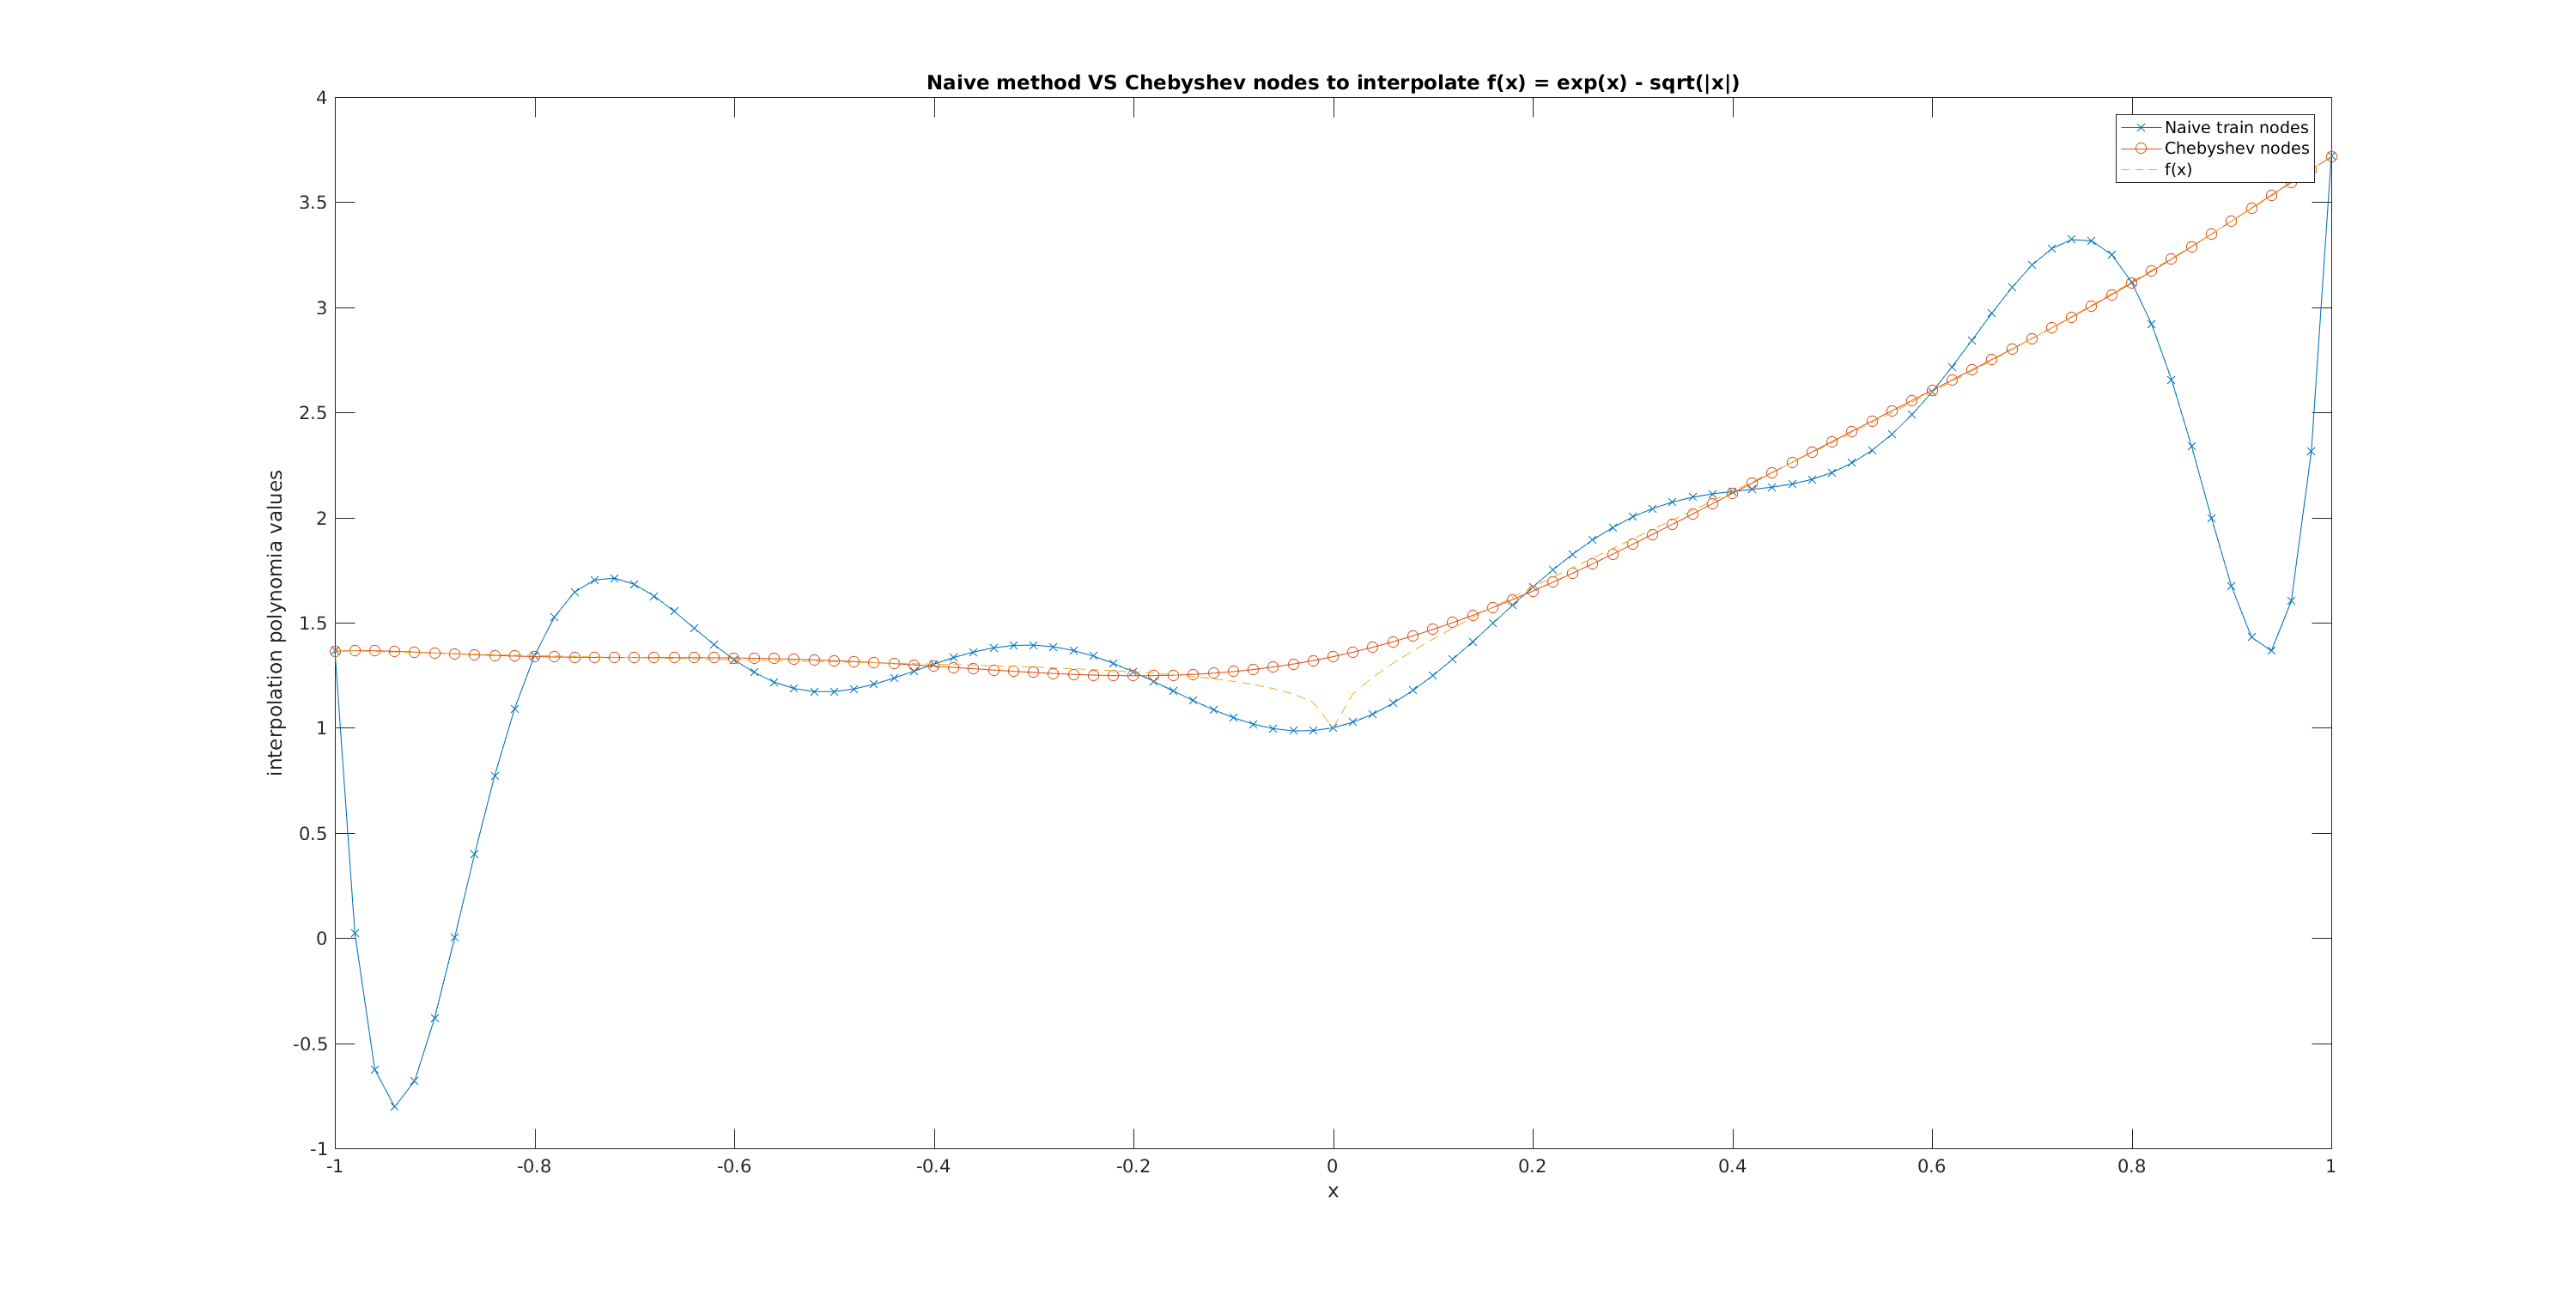 Naive method VS Chebyshev nodes to interpolate f(x) = exp(x) - sqrt(|x|)
Naive train nodes
Chebyshev nodes
f(x)
4
3.5
3
2.5
2
1.5
1
0.5
0
-0.5
-1
interpolation polynomia values
-1 -0.8 -0.6 -0.4 -0.2 0 0.2 0.4 0.6 0.8 1
x